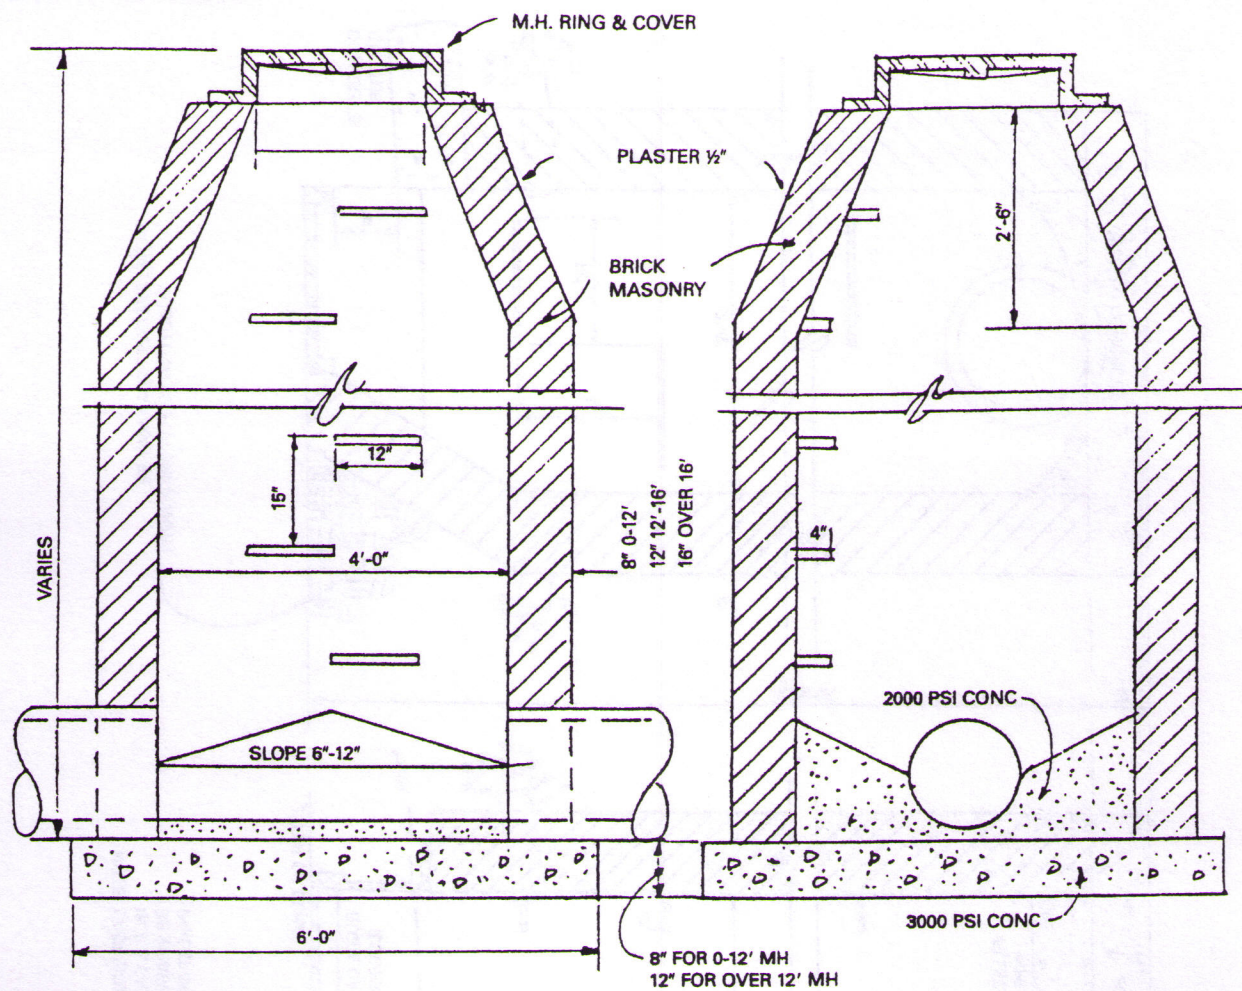 M.H. RING & COVER
PLASTER ½"
BRICK
MASONRY
2'-6"
VARIES
12"
15"
4'-0"
8" 0-12'
12" 12'-16'
16" OVER 16'
4"
SLOPE 6"-12"
2000 PSI CONC
3000 PSI CONC
6'-0"
8" FOR 0-12' MH
12" FOR OVER 12' MH